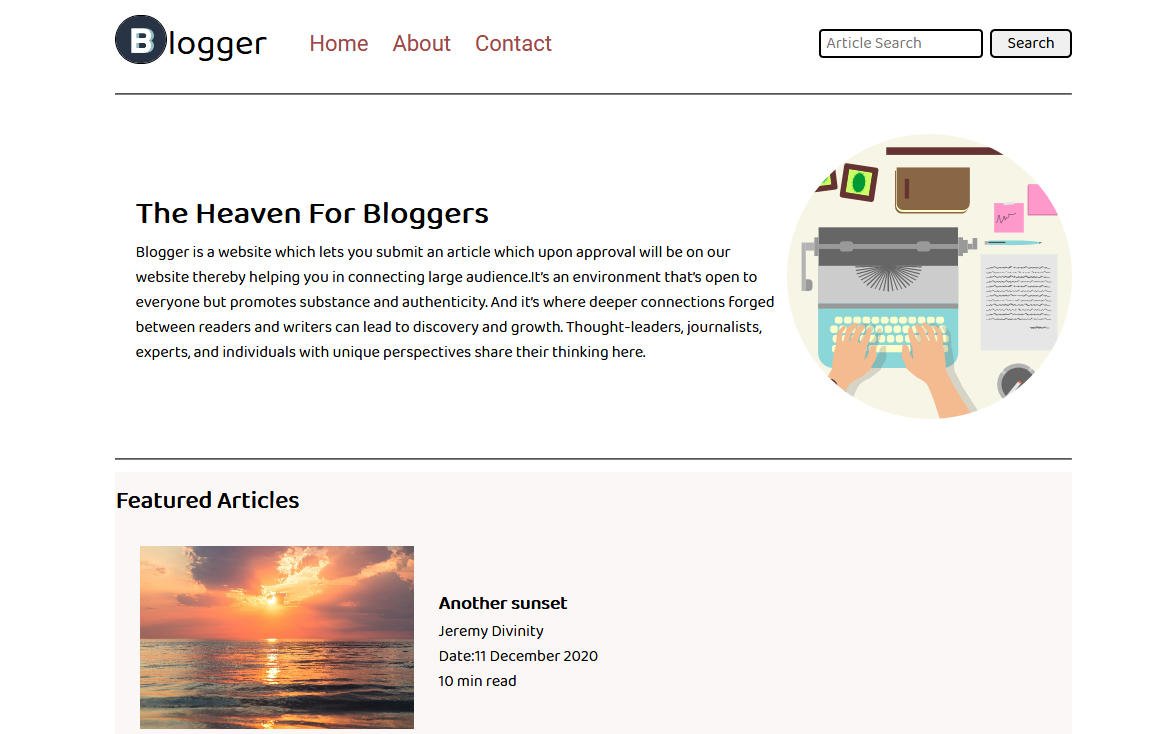 Blogger
Home About Contact
Article Search
Search
The Heaven For Bloggers
Blogger is a website which lets you submit an article which upon approval will be on our
website thereby helping you in connecting large audience.It's an environment that's open to
everyone but promotes substance and authenticity. And it's where deeper connections forged
between readers and writers can lead to discovery and growth. Thought-leaders, journalists,
experts, and individuals with unique perspectives share their thinking here.
Featured Articles
Another sunset
Jeremy Divinity
Date:11 December 2020
10 min read